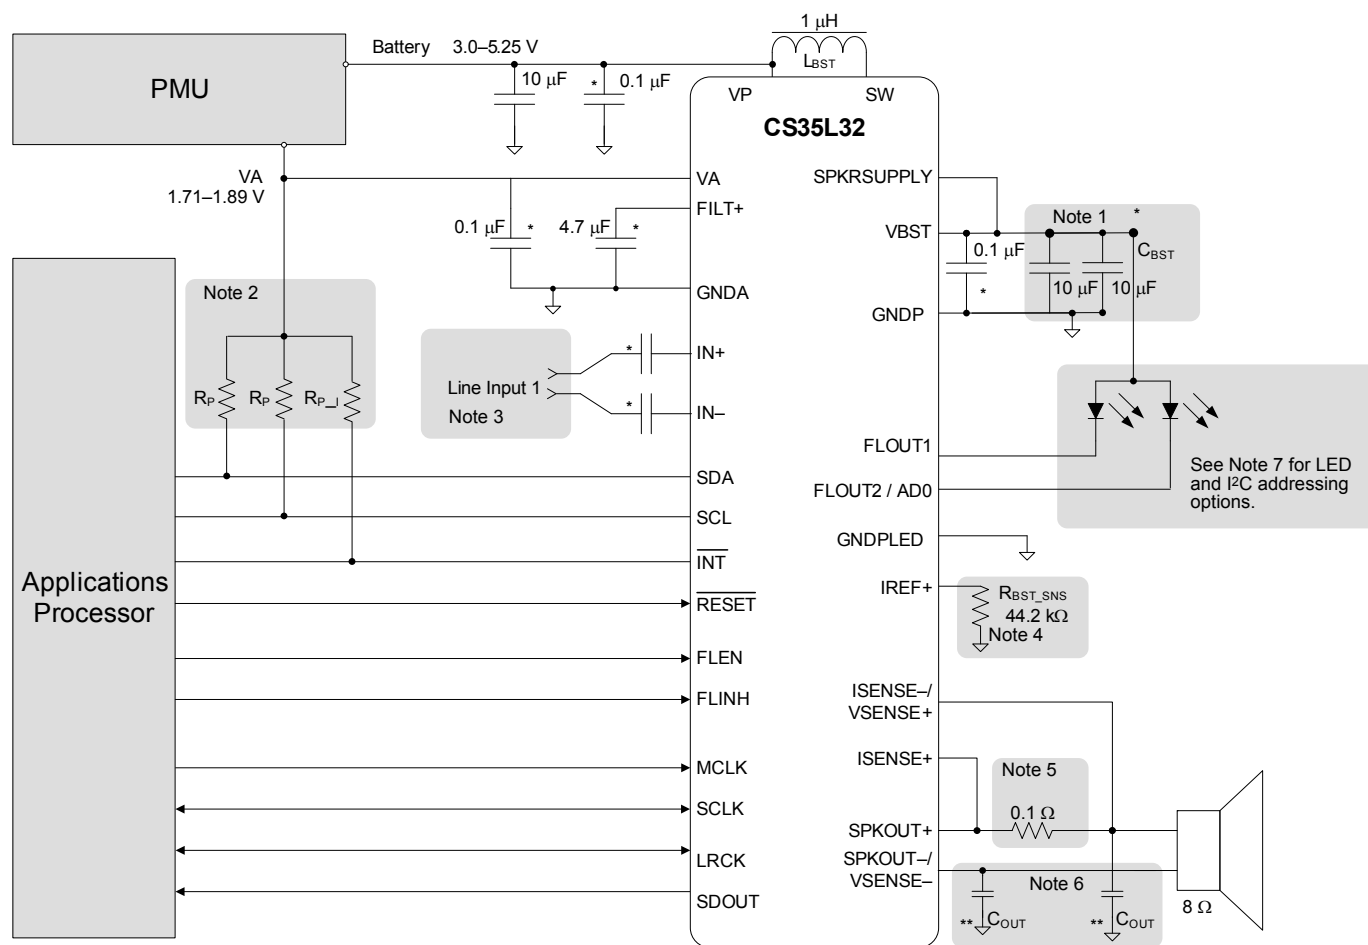 1 μH
Battery 3.0–5.25 V
LBST
PMU
10 μF
* 0.1 μF
VP
SW
CS35L32
VA
1.71–1.89 V
VA
SPKRSUPPLY
FILT+
Note 1
*
0.1 μF *
4.7 μF *
VBST
0.1 μF
CBST
Note 2
GNDA
*
10 μF
10 μF
GNDP
*
IN+
Line Input 1
RP
RP
RP_I
*
IN–
Note 3
FLOUT1
See Note 7 for LED
and I2C addressing
options.
SDA
FLOUT2 / AD0
SCL
GNDPLED
INT
Applications
Processor
IREF+
RBST_SNS
44.2 kΩ
Note 4
RESET
FLEN
ISENSE–/
VSENSE+
FLINH
ISENSE+
Note 5
MCLK
SCLK
0.1 Ω
SPKOUT+
LRCK
SPKOUT–/
VSENSE–
Note 6
SDOUT
** COUT
** COUT
8 Ω